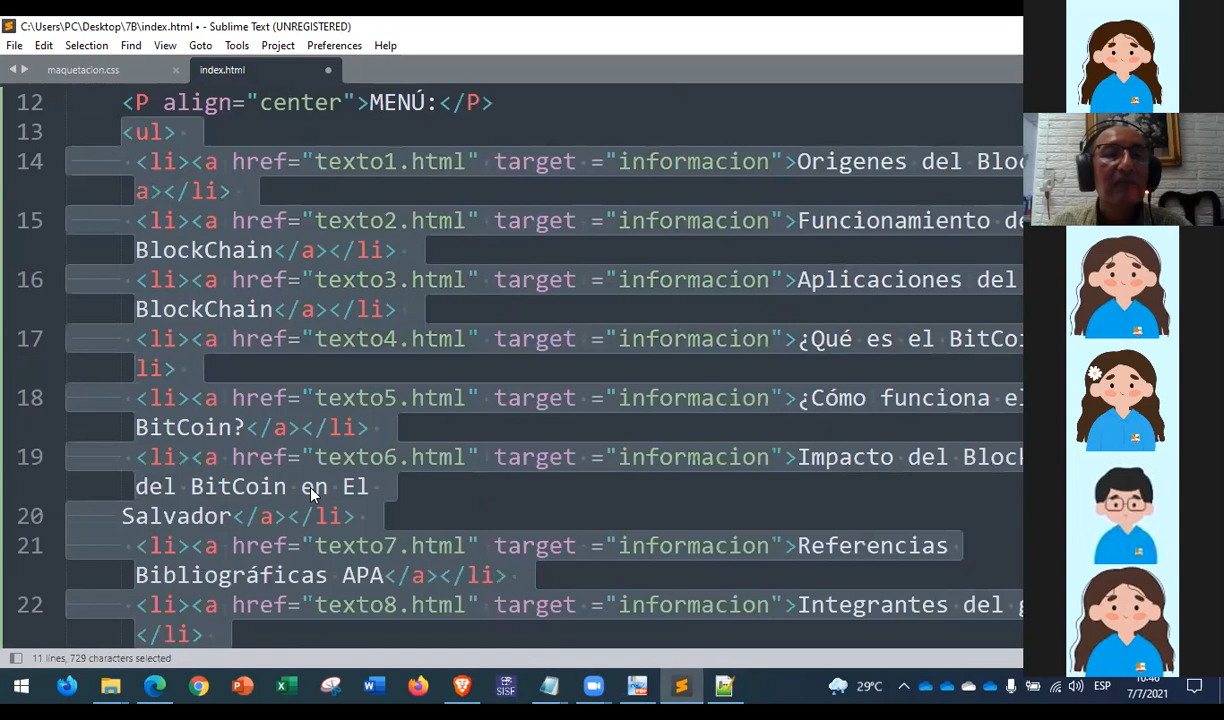 C:\Users\PC\Desktop\7B\index.html • - Sublime Text (UNREGISTERED)
File Edit Selection Find View Goto Tools Project Preferences Help
maquetacion.css × index.html
12 <P align="center">MENÚ:</P>
13 <ul>
14 <li><a href="texto1.html" target ="informacion">Origenes del
a></li>
15 <li><a href="texto2.html" target ="informacion">Funcionamiento
BlockChain</a></li>
16 <li><a href="texto3.html" target ="informacion">Aplicaciones del
BlockChain</a></li>
17 <li><a href="texto4.html" target ="informacion">¿Qué es el
li>
18 <li><a href="texto5.html" target ="informacion">¿Cómo funciona
BitCoin?</a></li>
19 <li><a href="texto6.html" target ="informacion">Impacto del
del BitCoin en El
20 Salvador</a></li>
21 <li><a href="texto7.html" target ="informacion">Referencias
Bibliográficas APA</a></li>
22 <li><a href="texto8.html" target ="informacion">Integrantes del
</li>
11 lines, 729 characters selected
SISF
29°C
ESP
10:46
7/7/2021